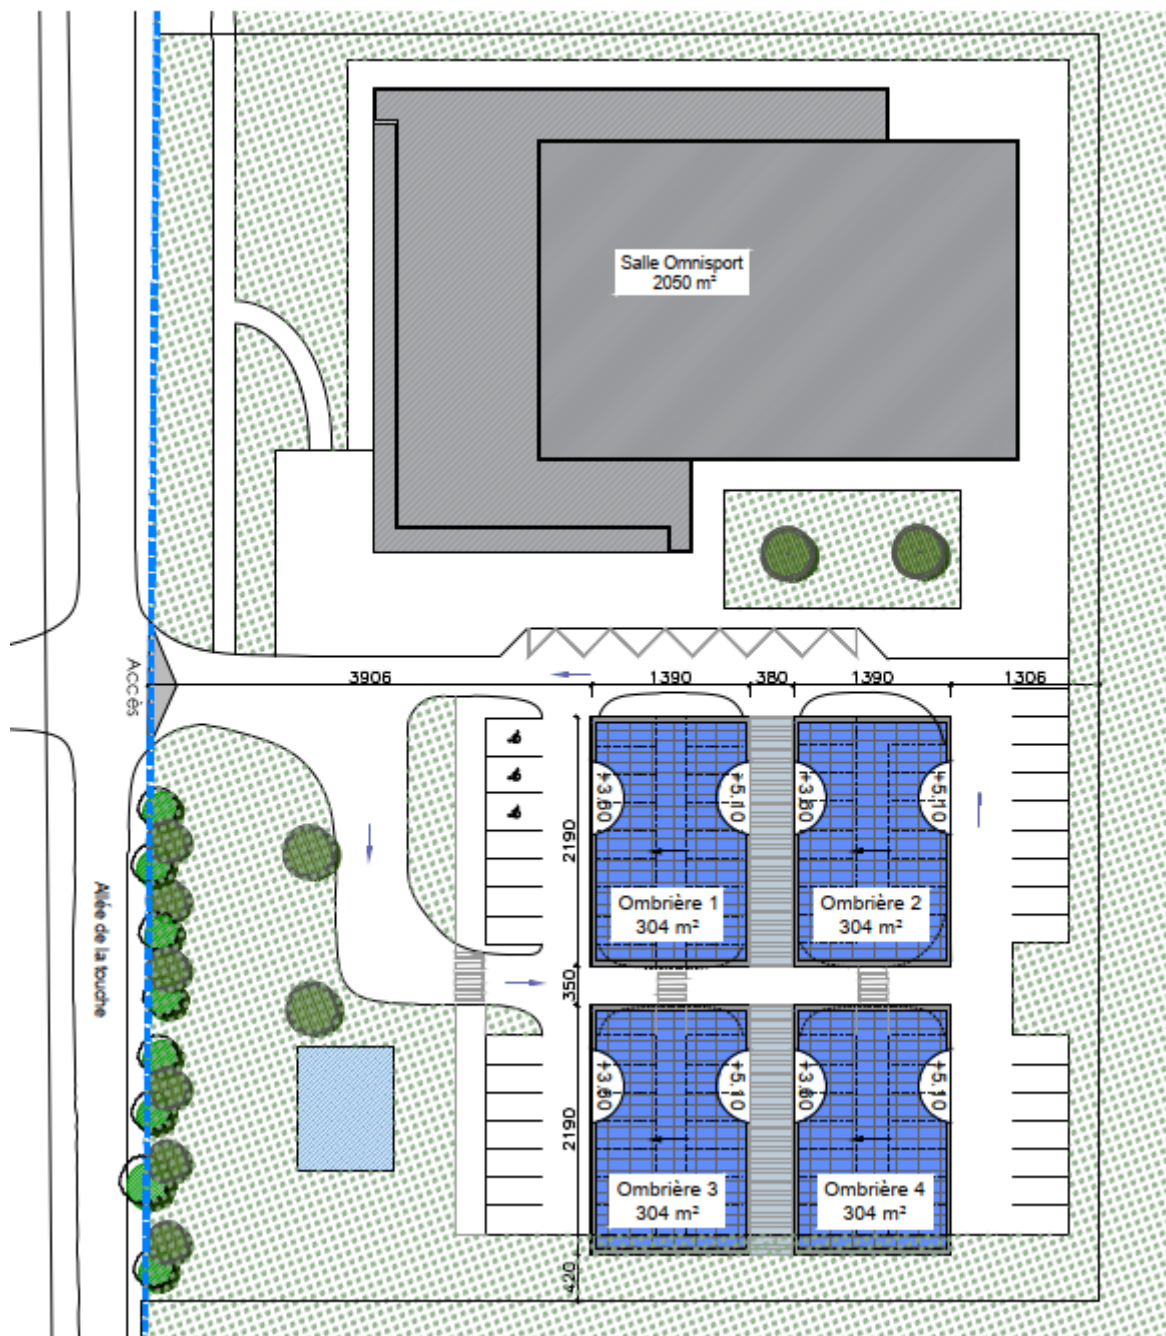 Salle Omnisport
2050 m²
Accès
3906
1390
380
1390
1306
2190
+3.60
+5.10
+3.60
+5.10
Ombrière 1
304 m²
Ombrière 2
304 m²
Allée de la touche
350
+3.60
+5.10
+3.60
+5.10
2190
Ombrière 3
304 m²
Ombrière 4
304 m²
420